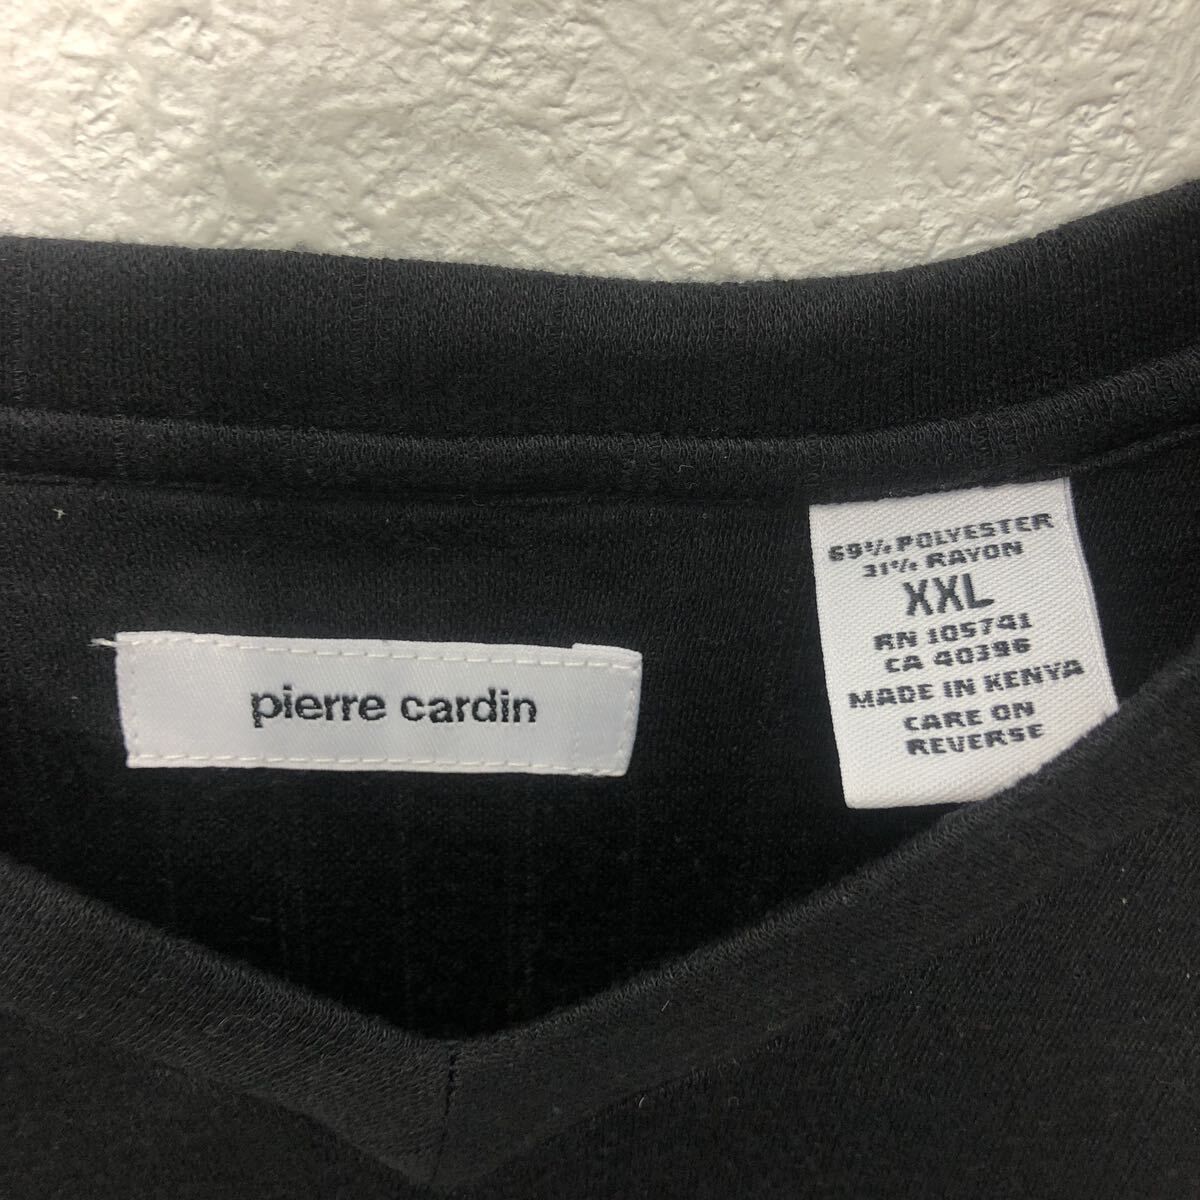 pierre cardin
69% POLYESTER
31% RAYON
XXL
RN 105741
CA 40396
MADE IN KENYA
CARE ON
REVERSE